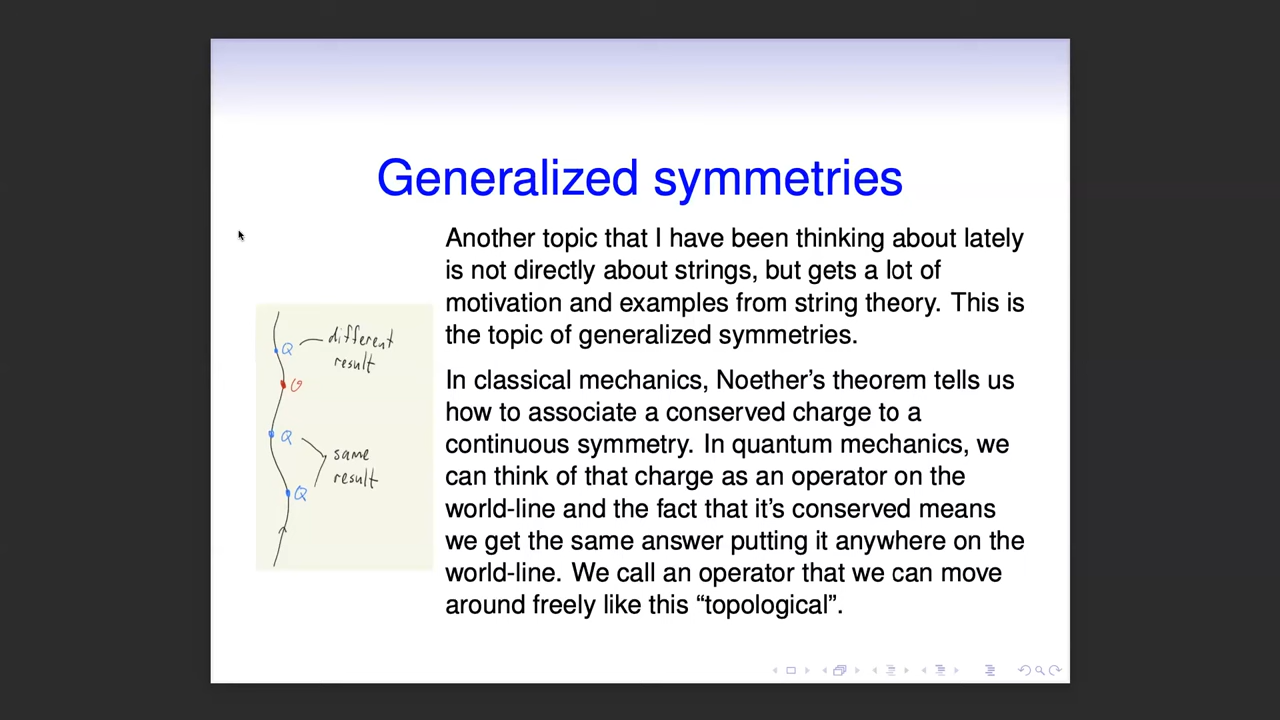 Generalized symmetries
Another topic that I have been thinking about lately
is not directly about strings, but gets a lot of
motivation and examples from string theory. This is
the topic of generalized symmetries.
In classical mechanics, Noether's theorem tells us
how to associate a conserved charge to a
continuous symmetry. In quantum mechanics, we
can think of that charge as an operator on the
world-line and the fact that it's conserved means
we get the same answer putting it anywhere on the
world-line. We call an operator that we can move
around freely like this “topological”.
Q
different
result
O
Q
same
result
Q